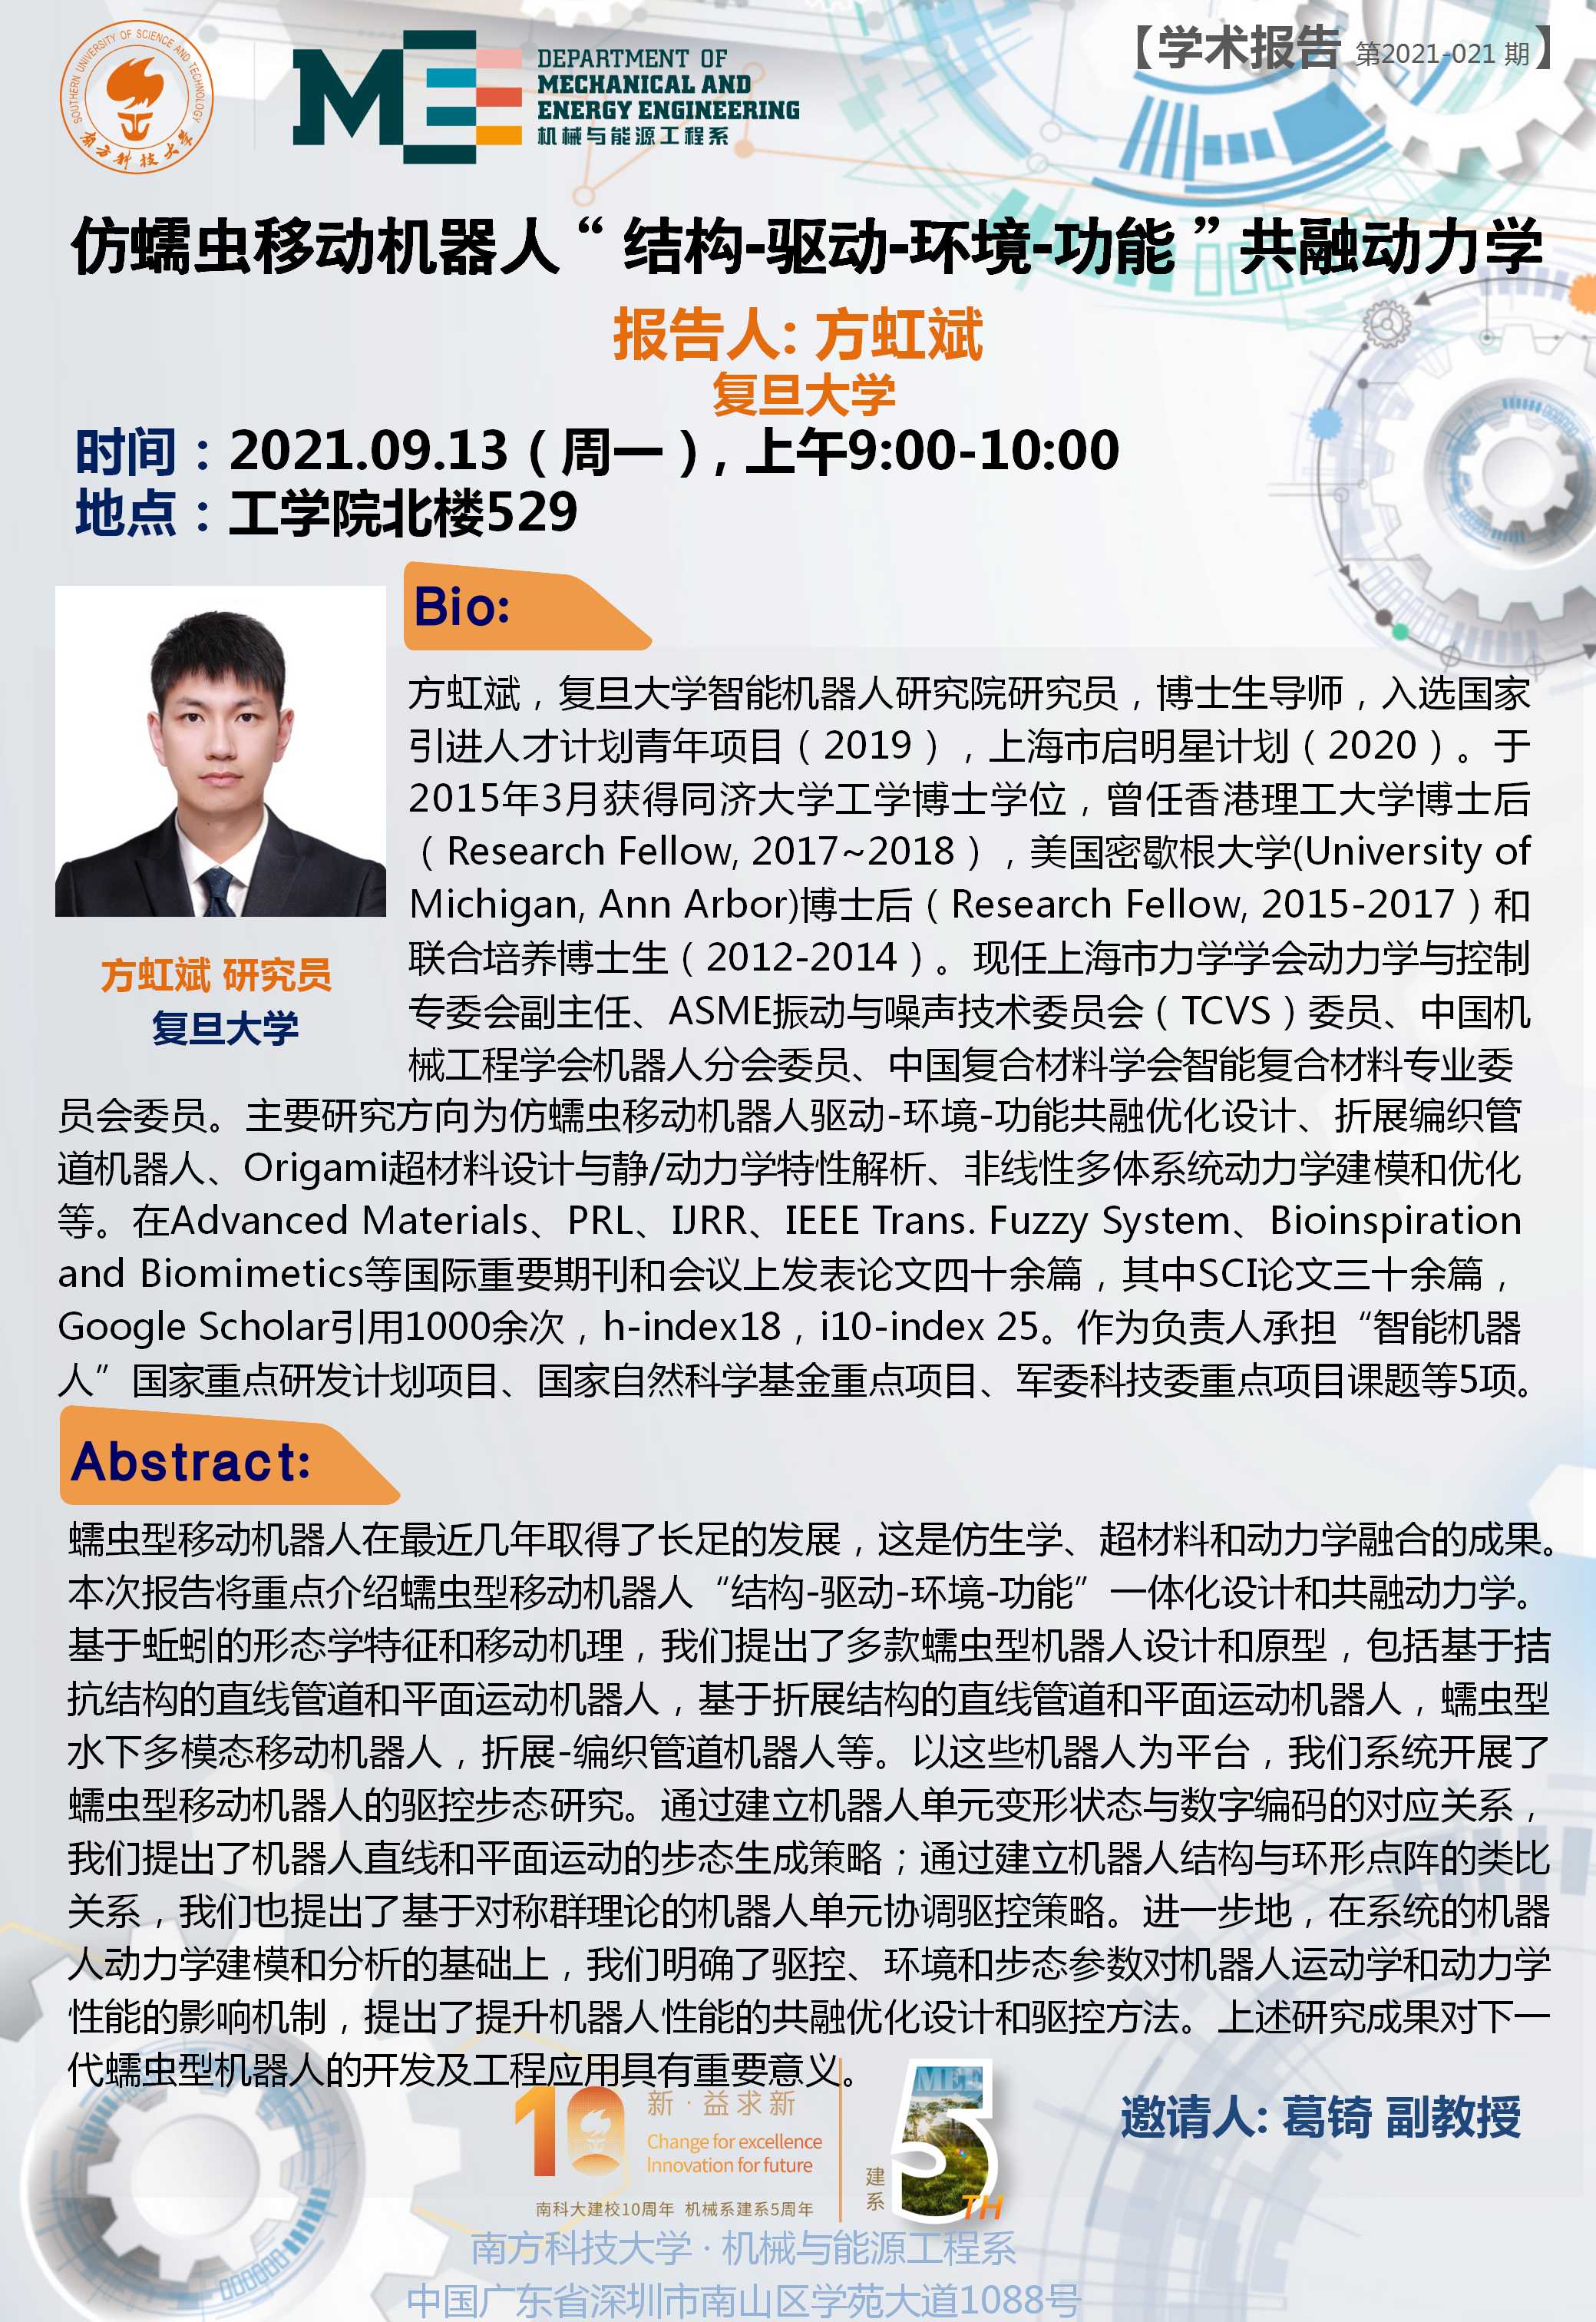 SOUTHERN UNIVERSITY OF SCIENCE AND TECHNOLOGY
南方科技大学
MEE
DEPARTMENT OF
MECHANICAL AND
ENERGY ENGINEERING
机械与能源工程系
【学术报告 第2021-021 期】
仿蠕虫移动机器人“结构-驱动-环境-功能”共融动力学
报告人: 方虹斌
复旦大学
时间：2021.09.13（周一）, 上午9:00-10:00
地点：工学院北楼529
Bio:
方虹斌，复旦大学智能机器人研究院研究员，博士生导师，入选国家
引进人才计划青年项目（2019），上海市启明星计划（2020）。于
2015年3月获得同济大学工学博士学位，曾任香港理工大学博士后
（Research Fellow, 2017~2018），美国密歇根大学(University of
Michigan, Ann Arbor)博士后（Research Fellow, 2015-2017）和
联合培养博士生（2012-2014）。现任上海市力学学会动力学与控制
专委会副主任、ASME振动与噪声技术委员会（TCVS）委员、中国机
械工程学会机器人分会委员、中国复合材料学会智能复合材料专业委
员会委员。主要研究方向为仿蠕虫移动机器人驱动-环境-功能共融优化设计、折展编织管
道机器人、Origami超材料设计与静/动力学特性解析、非线性多体系统动力学建模和优化
等。在Advanced Materials、PRL、IJRR、IEEE Trans. Fuzzy System、Bioinspiration
and Biomimetics等国际重要期刊和会议上发表论文四十余篇，其中SCI论文三十余篇，
Google Scholar引用1000余次，h-index18，i10-index 25。作为负责人承担“智能机器
人”国家重点研发计划项目、国家自然科学基金重点项目、军委科技委重点项目课题等5项。
方虹斌 研究员
复旦大学
Abstract:
蠕虫型移动机器人在最近几年取得了长足的发展，这是仿生学、超材料和动力学融合的成果。
本次报告将重点介绍蠕虫型移动机器人“结构-驱动-环境-功能”一体化设计和共融动力学。
基于蚯蚓的形态学特征和移动机理，我们提出了多款蠕虫型机器人设计和原型，包括基于拮
抗结构的直线管道和平面运动机器人，基于折展结构的直线管道和平面运动机器人，蠕虫型
水下多模态移动机器人，折展-编织管道机器人等。以这些机器人为平台，我们系统开展了
蠕虫型移动机器人的驱控步态研究。通过建立机器人单元变形状态与数字编码的对应关系，
我们提出了机器人直线和平面运动的步态生成策略；通过建立机器人结构与环形点阵的类比
关系，我们也提出了基于对称群理论的机器人单元协调驱控策略。进一步地，在系统的机器
人动力学建模和分析的基础上，我们明确了驱控、环境和步态参数对机器人运动学和动力学
性能的影响机制，提出了提升机器人性能的共融优化设计和驱控方法。上述研究成果对下一
代蠕虫型机器人的开发及工程应用具有重要意义。
10
新·益求新
Change for excellence
Innovation for future
南科大建校10周年 机械系建系5周年
建系
MEE
5TH
邀请人: 葛锜 副教授
南方科技大学·机械与能源工程系
中国广东省深圳市南山区学苑大道1088号